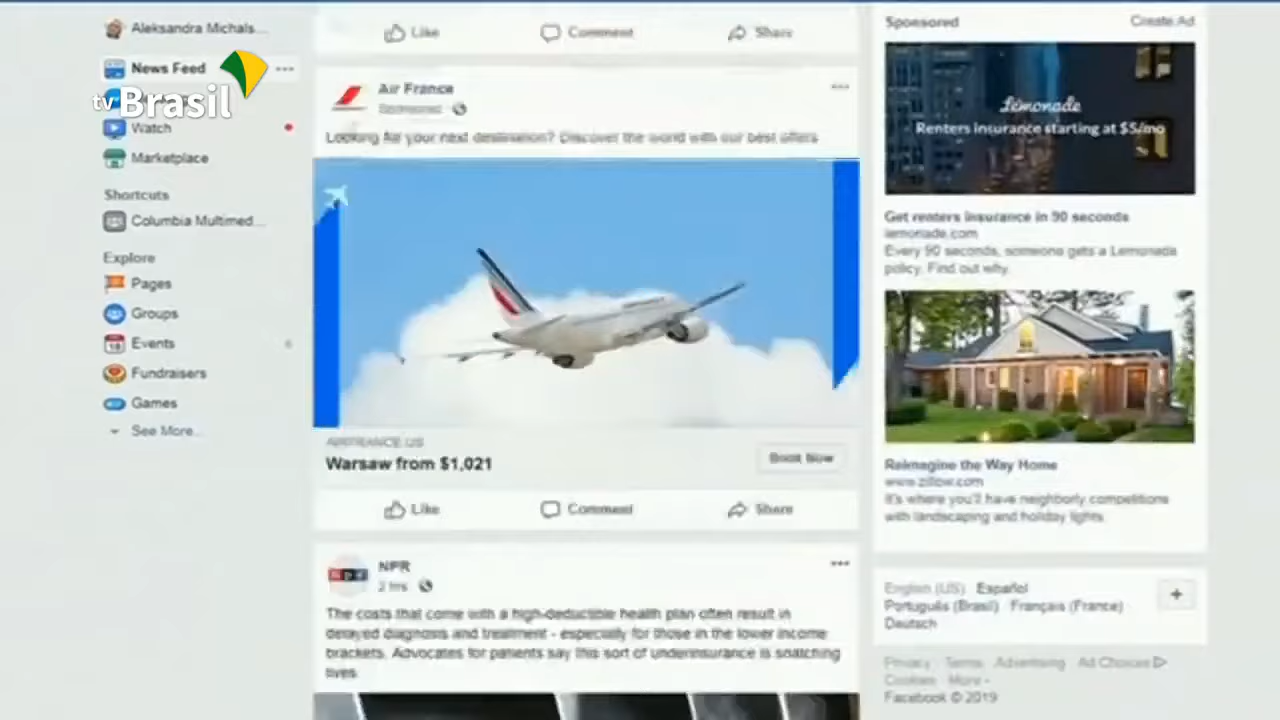 Aleksandra Michals...
News Feed
tv Brasil
Watch
Marketplace
Shortcuts
Columbia Multimed...
Explore
Pages
Groups
Events
6
Fundraisers
Games
See More...
Like Comment Share
Air France
Sponsored
Looking for your next destination? Discover the world with our best offers
AIRFRANCE.US
Warsaw from $1,021
Book Now
Like Comment Share
NPR
2 hrs
The costs that come with a high-deductible health plan often result in
delayed diagnosis and treatment - especially for those in the lower income
brackets. Advocates for patients say this sort of underinsurance is snatching
lives.
Sponsored
Create Ad
Lemonade
Renters insurance starting at $5/mo
Get renters insurance in 90 seconds
lemonade.com
Every 90 seconds, someone gets a Lemonade
policy. Find out why.
Reimagine the Way Home
www.zillow.com
It's where you'll have neighborly competitions
with landscaping and holiday lights.
English (US) · Español
Português (Brasil) · Français (France)
Deutsch
Privacy · Terms · Advertising · Ad Choices
Cookies · More
Facebook © 2019